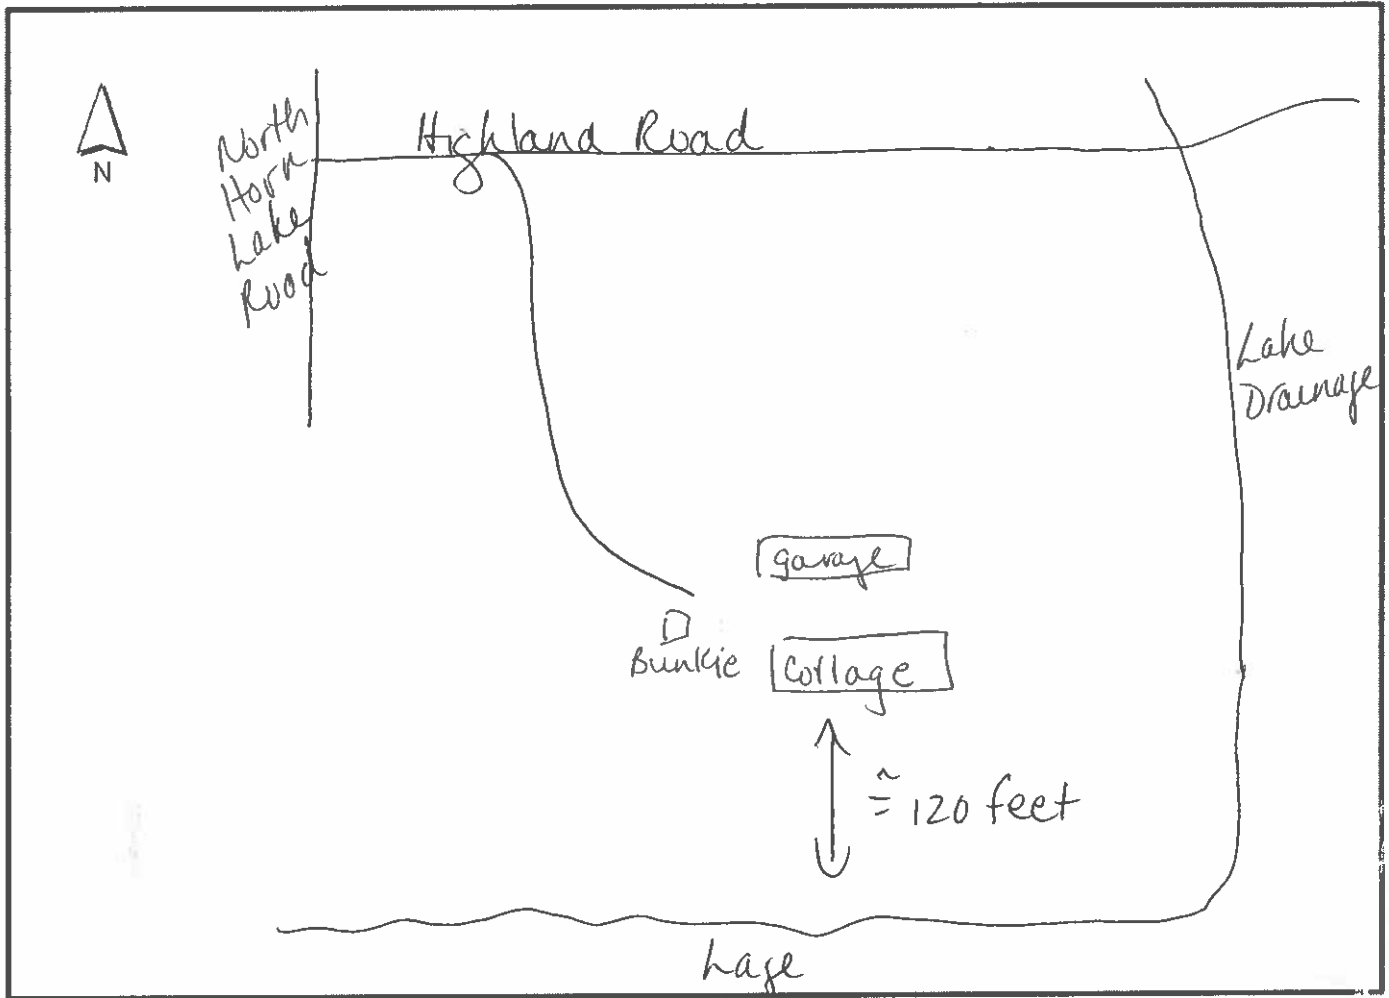 N
North
Horn
Lake
Road
Highland Road
Lake
Drainage
garage
Bunkie
Cottage
≅ 120 feet
Lake